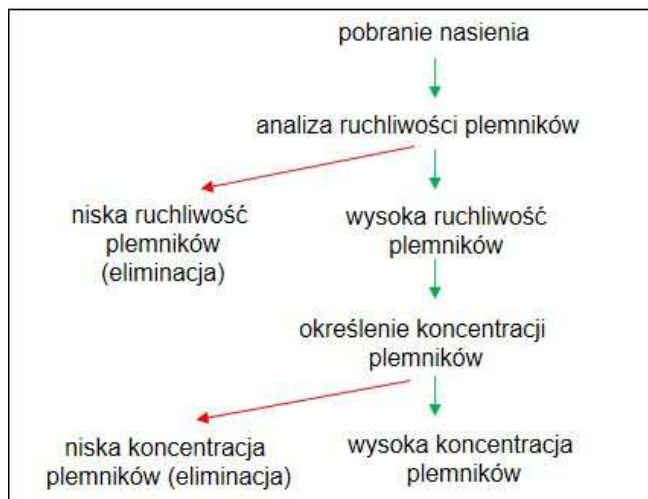 pobranie nasienia
analiza ruchliwości plemników
niska ruchliwość
plemników
(eliminacja)
wysoka ruchliwość
plemników
określenie koncentracji
plemników
niska koncentracja
plemników (eliminacja)
wysoka koncentracja
plemników